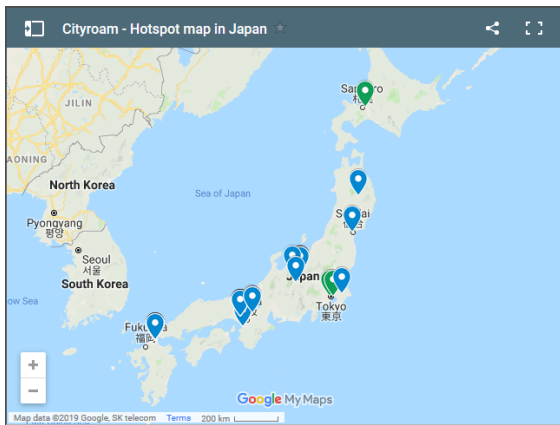 Cityroam - Hotspot map in Japan
Sapporo
JILIN
AONING
North Korea
Sea of Japan
Pyongyang
평양
Seoul
서울
South Korea
Japan
Tokyo
東京
福岡
ow Sea
+
−
Google My Maps
Map data ©2019 Google, SK telecom Terms 200 km